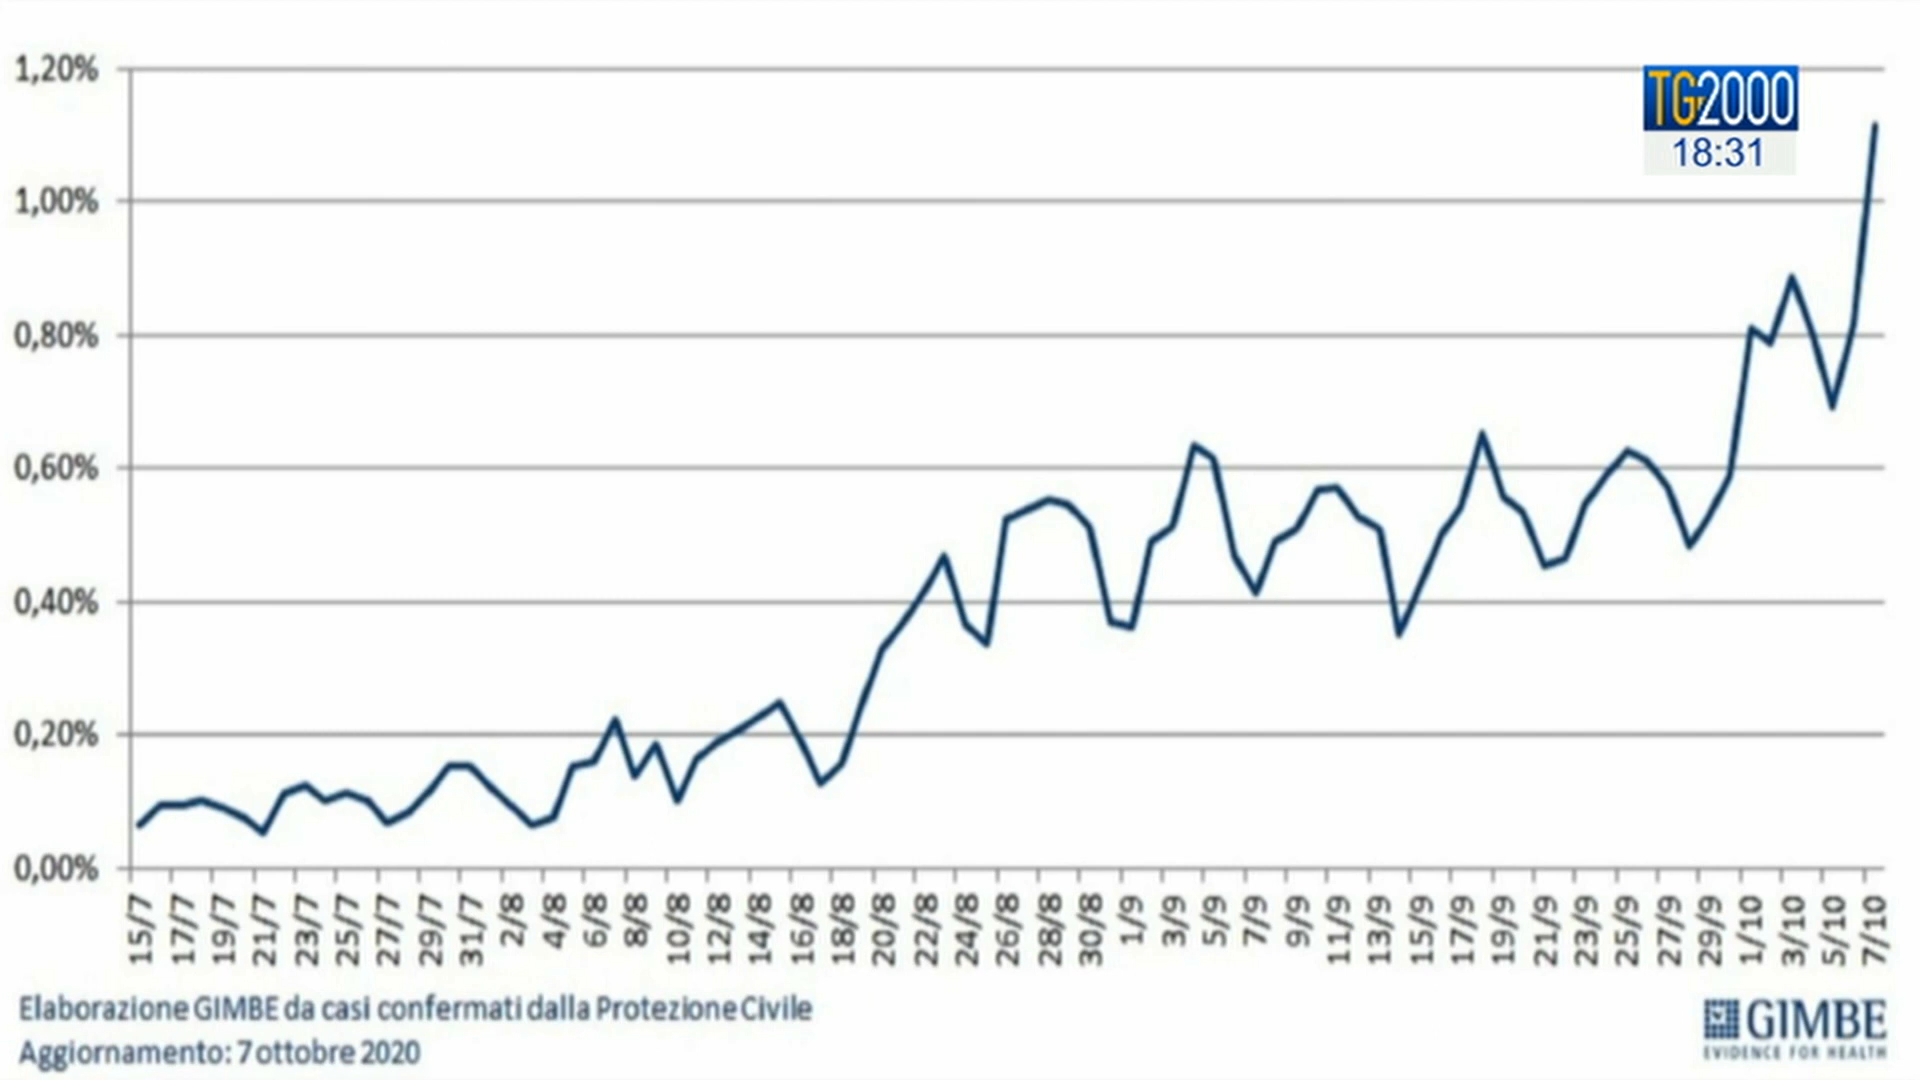 1,20%
TG2000
18:31
1,00%
0,80%
0,60%
0,40%
0,20%
0,00%
15/7 17/7 19/7 21/7 23/7 25/7 27/7 29/7 31/7 2/8 4/8 6/8 8/8 10/8 12/8 14/8 16/8 18/8 20/8 22/8 24/8 26/8 28/8 30/8 1/9 3/9 5/9 7/9 9/9 11/9 13/9 15/9 17/9 19/9 21/9 23/9 25/9 27/9 29/9 1/10 3/10 5/10 7/10
Elaborazione GIMBE da casi confermati dalla Protezione Civile
Aggiornamento: 7 ottobre 2020
GIMBE
EVIDENCE FOR HEALTH